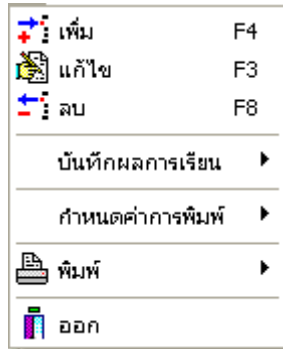 เพิ่ม F4
แก้ไข F3
ลบ F8
บันทึกผลการเรียน
กำหนดค่าการพิมพ์
พิมพ์
ออก